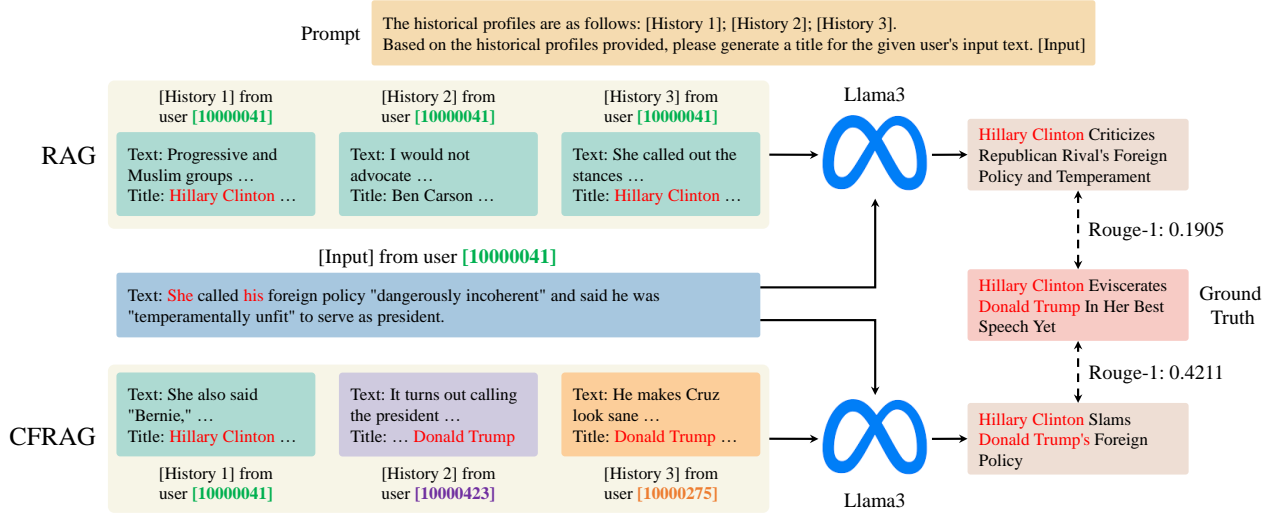 Prompt
The historical profiles are as follows: [History 1]; [History 2]; [History 3].
Based on the historical profiles provided, please generate a title for the given user's input text. [Input]
RAG
[History 1] from
user [10000041]
Text: Progressive and
Muslim groups …
Title: Hillary Clinton …
[History 2] from
user [10000041]
Text: I would not
advocate …
Title: Ben Carson …
[History 3] from
user [10000041]
Text: She called out the
stances …
Title: Hillary Clinton …
Llama3
Hillary Clinton Criticizes
Republican Rival's Foreign
Policy and Temperament
Rouge-1: 0.1905
[Input] from user [10000041]
Text: She called his foreign policy "dangerously incoherent" and said he was
"temperamentally unfit" to serve as president.
Hillary Clinton Eviscerates
Donald Trump In Her Best
Speech Yet
Ground
Truth
Rouge-1: 0.4211
CFRAG
Text: She also said
"Bernie," …
Title: Hillary Clinton …
[History 1] from
user [10000041]
Text: It turns out calling
the president …
Title: … Donald Trump
[History 2] from
user [10000423]
Text: He makes Cruz
look sane …
Title: Donald Trump …
[History 3] from
user [10000275]
Llama3
Hillary Clinton Slams
Donald Trump's Foreign
Policy